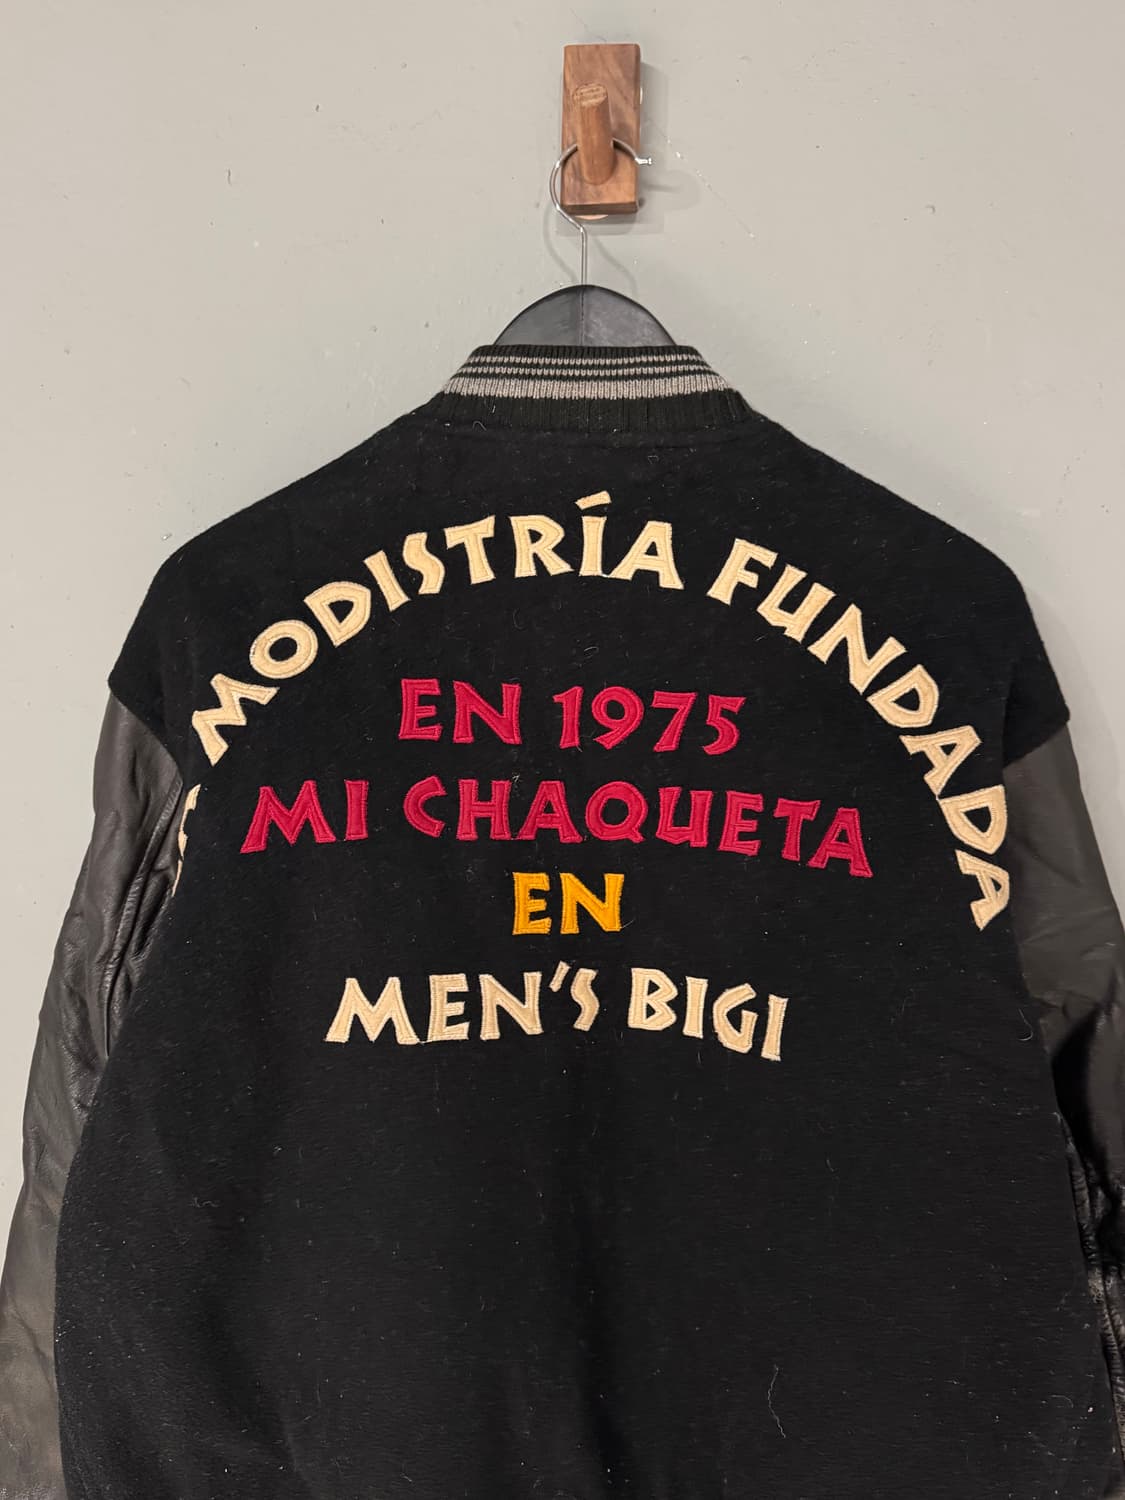 MODISTRÍA FUNDADA
EN 1975
MI CHAQUETA
EN
MEN'S BIGI